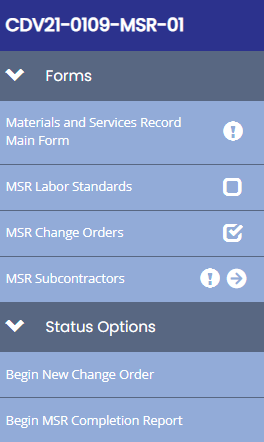 CDV21-0109-MSR-01
Forms
Materials and Services Record
Main Form
MSR Labor Standards
MSR Change Orders
MSR Subcontractors
Status Options
Begin New Change Order
Begin MSR Completion Report